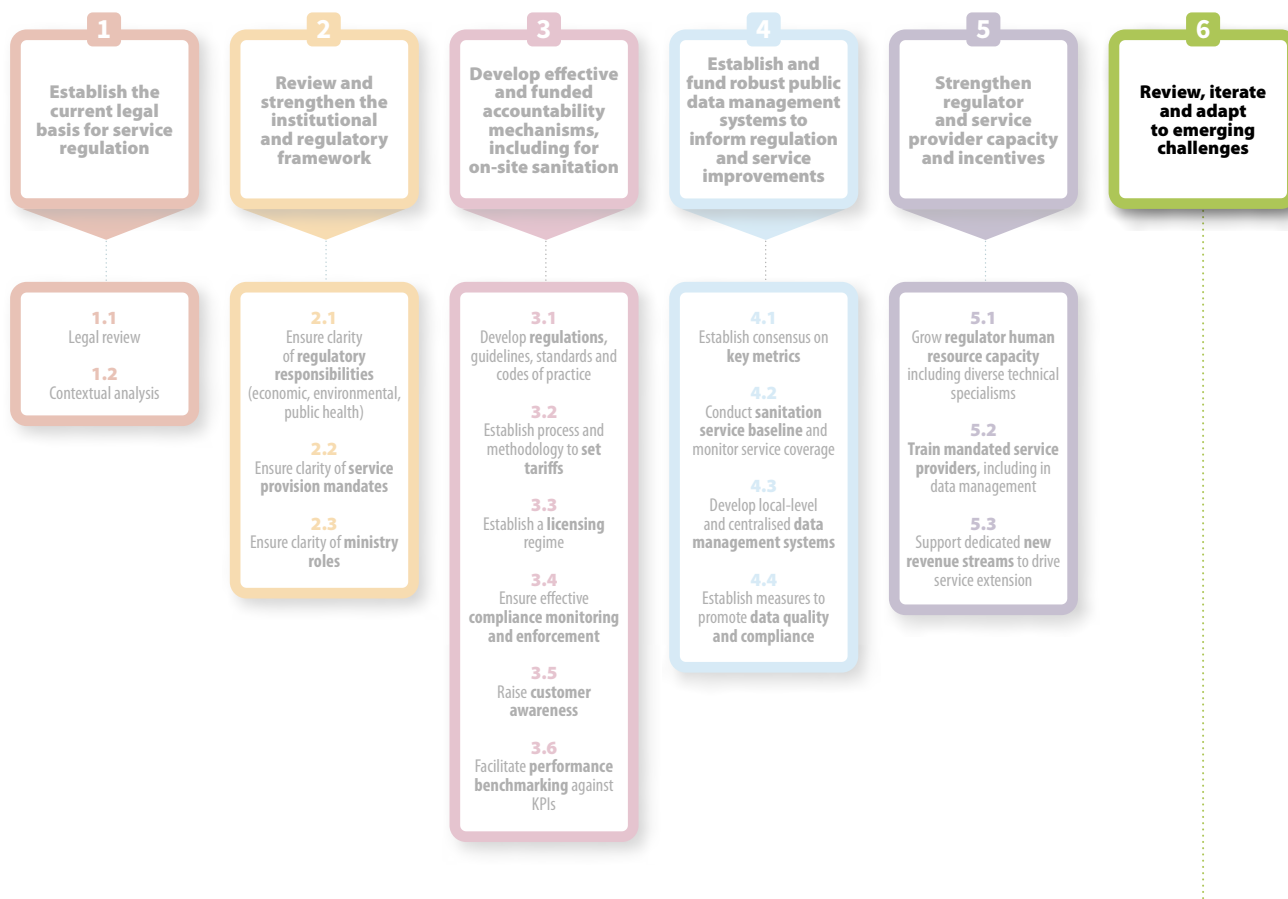 1
Establish the
current legal
basis for service
regulation
2
Review and
strengthen the
institutional
and regulatory
framework
3
Develop effective
and funded
accountability
mechanisms,
including for
on-site sanitation
4
Establish and
fund robust public
data management
systems to
inform regulation
and service
improvements
5
Strengthen
regulator
and service
provider capacity
and incentives
6
Review, iterate
and adapt
to emerging
challenges
1.1
Legal review
1.2
Contextual analysis
2.1
Ensure clarity
of regulatory
responsibilities
(economic, environmental,
public health)
2.2
Ensure clarity of service
provision mandates
2.3
Ensure clarity of ministry
roles
3.1
Develop regulations,
guidelines, standards and
codes of practice
3.2
Establish process and
methodology to set
tariffs
3.3
Establish a licensing
regime
3.4
Ensure effective
compliance monitoring
and enforcement
3.5
Raise customer
awareness
3.6
Facilitate performance
benchmarking against
KPIs
4.1
Establish consensus on
key metrics
4.2
Conduct sanitation
service baseline and
monitor service coverage
4.3
Develop local-level
and centralised data
management systems
4.4
Establish measures to
promote data quality
and compliance
5.1
Grow regulator human
resource capacity
including diverse technical
specialisms
5.2
Train mandated service
providers, including in
data management
5.3
Support dedicated new
revenue streams to drive
service extension